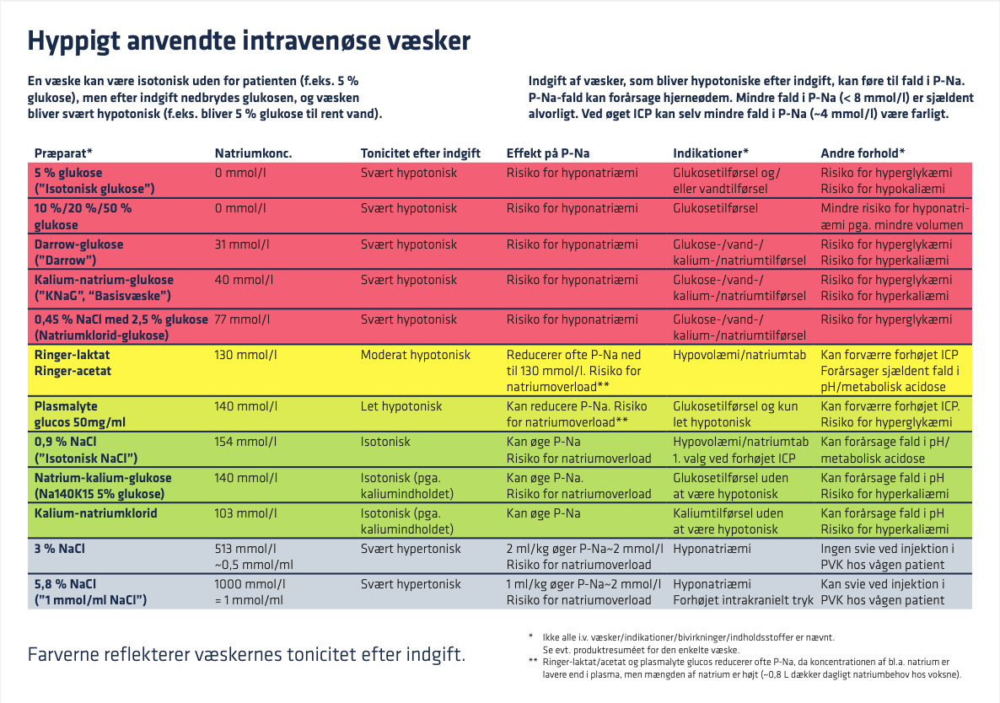 Hyppigt anvendte intravenøse væsker
En væske kan være isotonisk uden for patienten (f.eks. 5 %
glukose), men efter indgift nedbrydes glukosen, og væsken
bliver svært hypotonisk (f.eks. bliver 5 % glukose til rent vand).
Indgift af væsker, som bliver hypotoniske efter indgift, kan føre til fald i P-Na.
P-Na-fald kan forårsage hjerneødem. Mindre fald i P-Na (< 8 mmol/l) er sjældent
alvorligt. Ved øget ICP kan selv mindre fald i P-Na (~4 mmol/l) være farligt.
Præparat* Natriumkonc. Tonicitet efter indgift Effekt på P-Na Indikationer* Andre forhold*
5 % glukose 0 mmol/l Svært hypotonisk Risiko for hyponatriæmi Glukosetilførsel og/ Risiko for hyperglykæmi
(”Isotonisk glukose”) eller vandtilførsel Risiko for hypokaliæmi
10 %/20 %/50 % 0 mmol/l Svært hypotonisk Risiko for hyponatriæmi Glukosetilførsel Mindre risiko for hyponatri-
glukose æmi pga. mindre volumen
Darrow-glukose 31 mmol/l Svært hypotonisk Risiko for hyponatriæmi Glukose-/vand-/ Risiko for hyperglykæmi
(”Darrow”) kalium-/natriumtilførsel Risiko for hyperkaliæmi
Kalium-natrium-glukose 40 mmol/l Svært hypotonisk Risiko for hyponatriæmi Glukose-/vand-/ Risiko for hyperglykæmi
(”KNaG”, “Basisvæske”) kalium-/natriumtilførsel Risiko for hyperkaliæmi
0,45 % NaCl med 2,5 % glukose 77 mmol/l Svært hypotonisk Risiko for hyponatriæmi Glukose-/vand-/ Risiko for hyperglykæmi
(Natriumklorid-glukose) kalium-/natriumtilførsel
Ringer-laktat 130 mmol/l Moderat hypotonisk Reducerer ofte P-Na ned Hypovolæmi/natriumtab Kan forværre forhøjet ICP
Ringer-acetat til 130 mmol/l. Risiko for Forårsager sjældent fald i
natriumoverload** pH/metabolisk acidose
Plasmalyte 140 mmol/l Let hypotonisk Kan reducere P-Na. Risiko Glukosetilførsel og kun Kan forværre forhøjet ICP.
glucos 50mg/ml for natriumoverload** let hypotonisk Risiko for hyperglykæmi
0,9 % NaCl 154 mmol/l Isotonisk Kan øge P-Na Hypovolæmi/natriumtab Kan forårsage fald i pH/
(”Isotonisk NaCl”) Risiko for natriumoverload 1. valg ved forhøjet ICP metabolisk acidose
Natrium-kalium-glukose 140 mmol/l Isotonisk (pga. Kan øge P-Na. Glukosetilførsel uden Kan forårsage fald i pH
(Na140K15 5% glukose) kaliumindholdet) Risiko for natriumoverload at være hypotonisk Risiko for hyperkaliæmi
Kalium-natriumklorid 103 mmol/l Isotonisk (pga. Kan øge P-Na Kaliumtilførsel uden Kan forårsage fald i pH
kaliumindholdet) at være hypotonisk Risiko for hyperkaliæmi
3 % NaCl 513 mmol/l Svært hypertonisk 2 ml/kg øger P-Na~2 mmol/l Hyponatriæmi Ingen svie ved injektion i
~0,5 mmol/ml Risiko for natriumoverload PVK hos vågen patient
5,8 % NaCl 1000 mmol/l Svært hypertonisk 1 ml/kg øger P-Na~2 mmol/l Hyponatriæmi Kan svie ved injektion i
(”1 mmol/ml NaCl”) = 1 mmol/ml Risiko for natriumoverload Forhøjet intrakranielt tryk PVK hos vågen patient
Farverne reflekterer væskernes tonicitet efter indgift.
* Ikke alle i.v. væsker/indikationer/bivirkninger/indholdsstoffer er nævnt.
Se evt. produktresuméet for den enkelte væske.
** Ringer-laktat/acetat og plasmalyte glucos reducerer ofte P-Na, da koncentrationen af bl.a. natrium er
lavere end i plasma, men mængden af natrium er højt (~0,8 L dækker dagligt natriumbehov hos voksne).